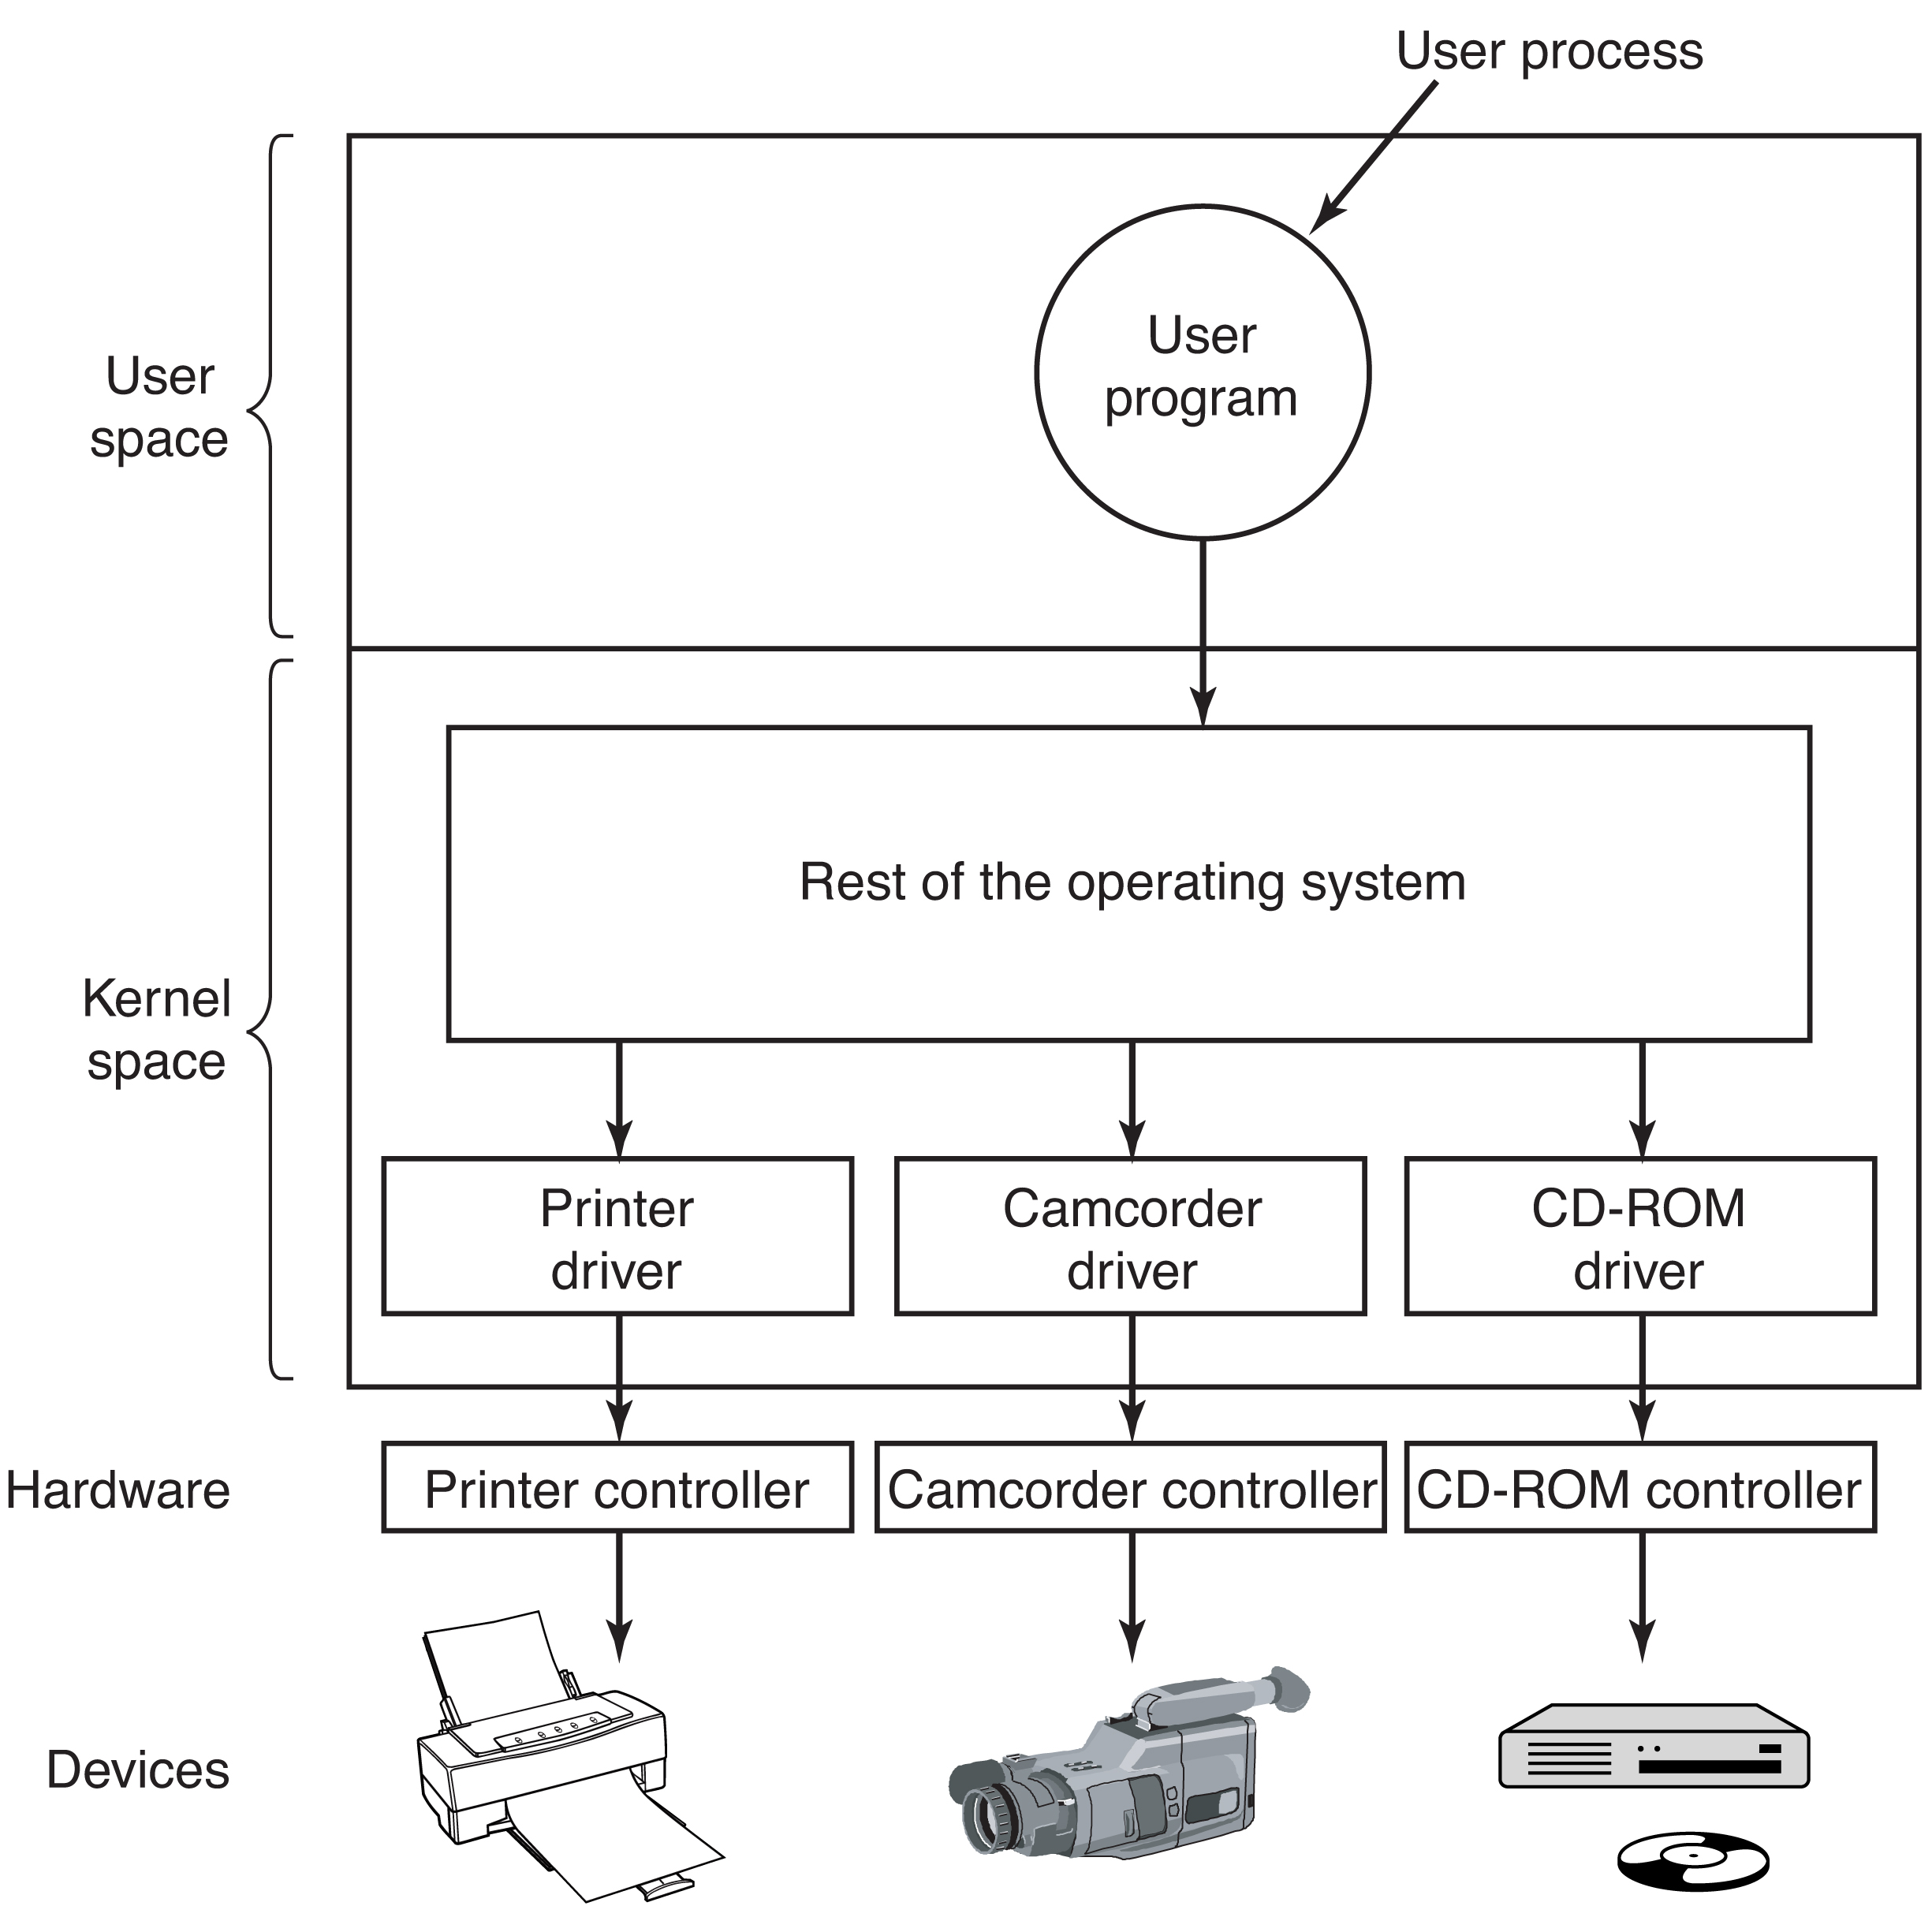 User process
User
program
User
space
Rest of the operating system
Kernel
space
Printer
driver
Camcorder
driver
CD-ROM
driver
Hardware
Printer controller
Camcorder controller
CD-ROM controller
Devices